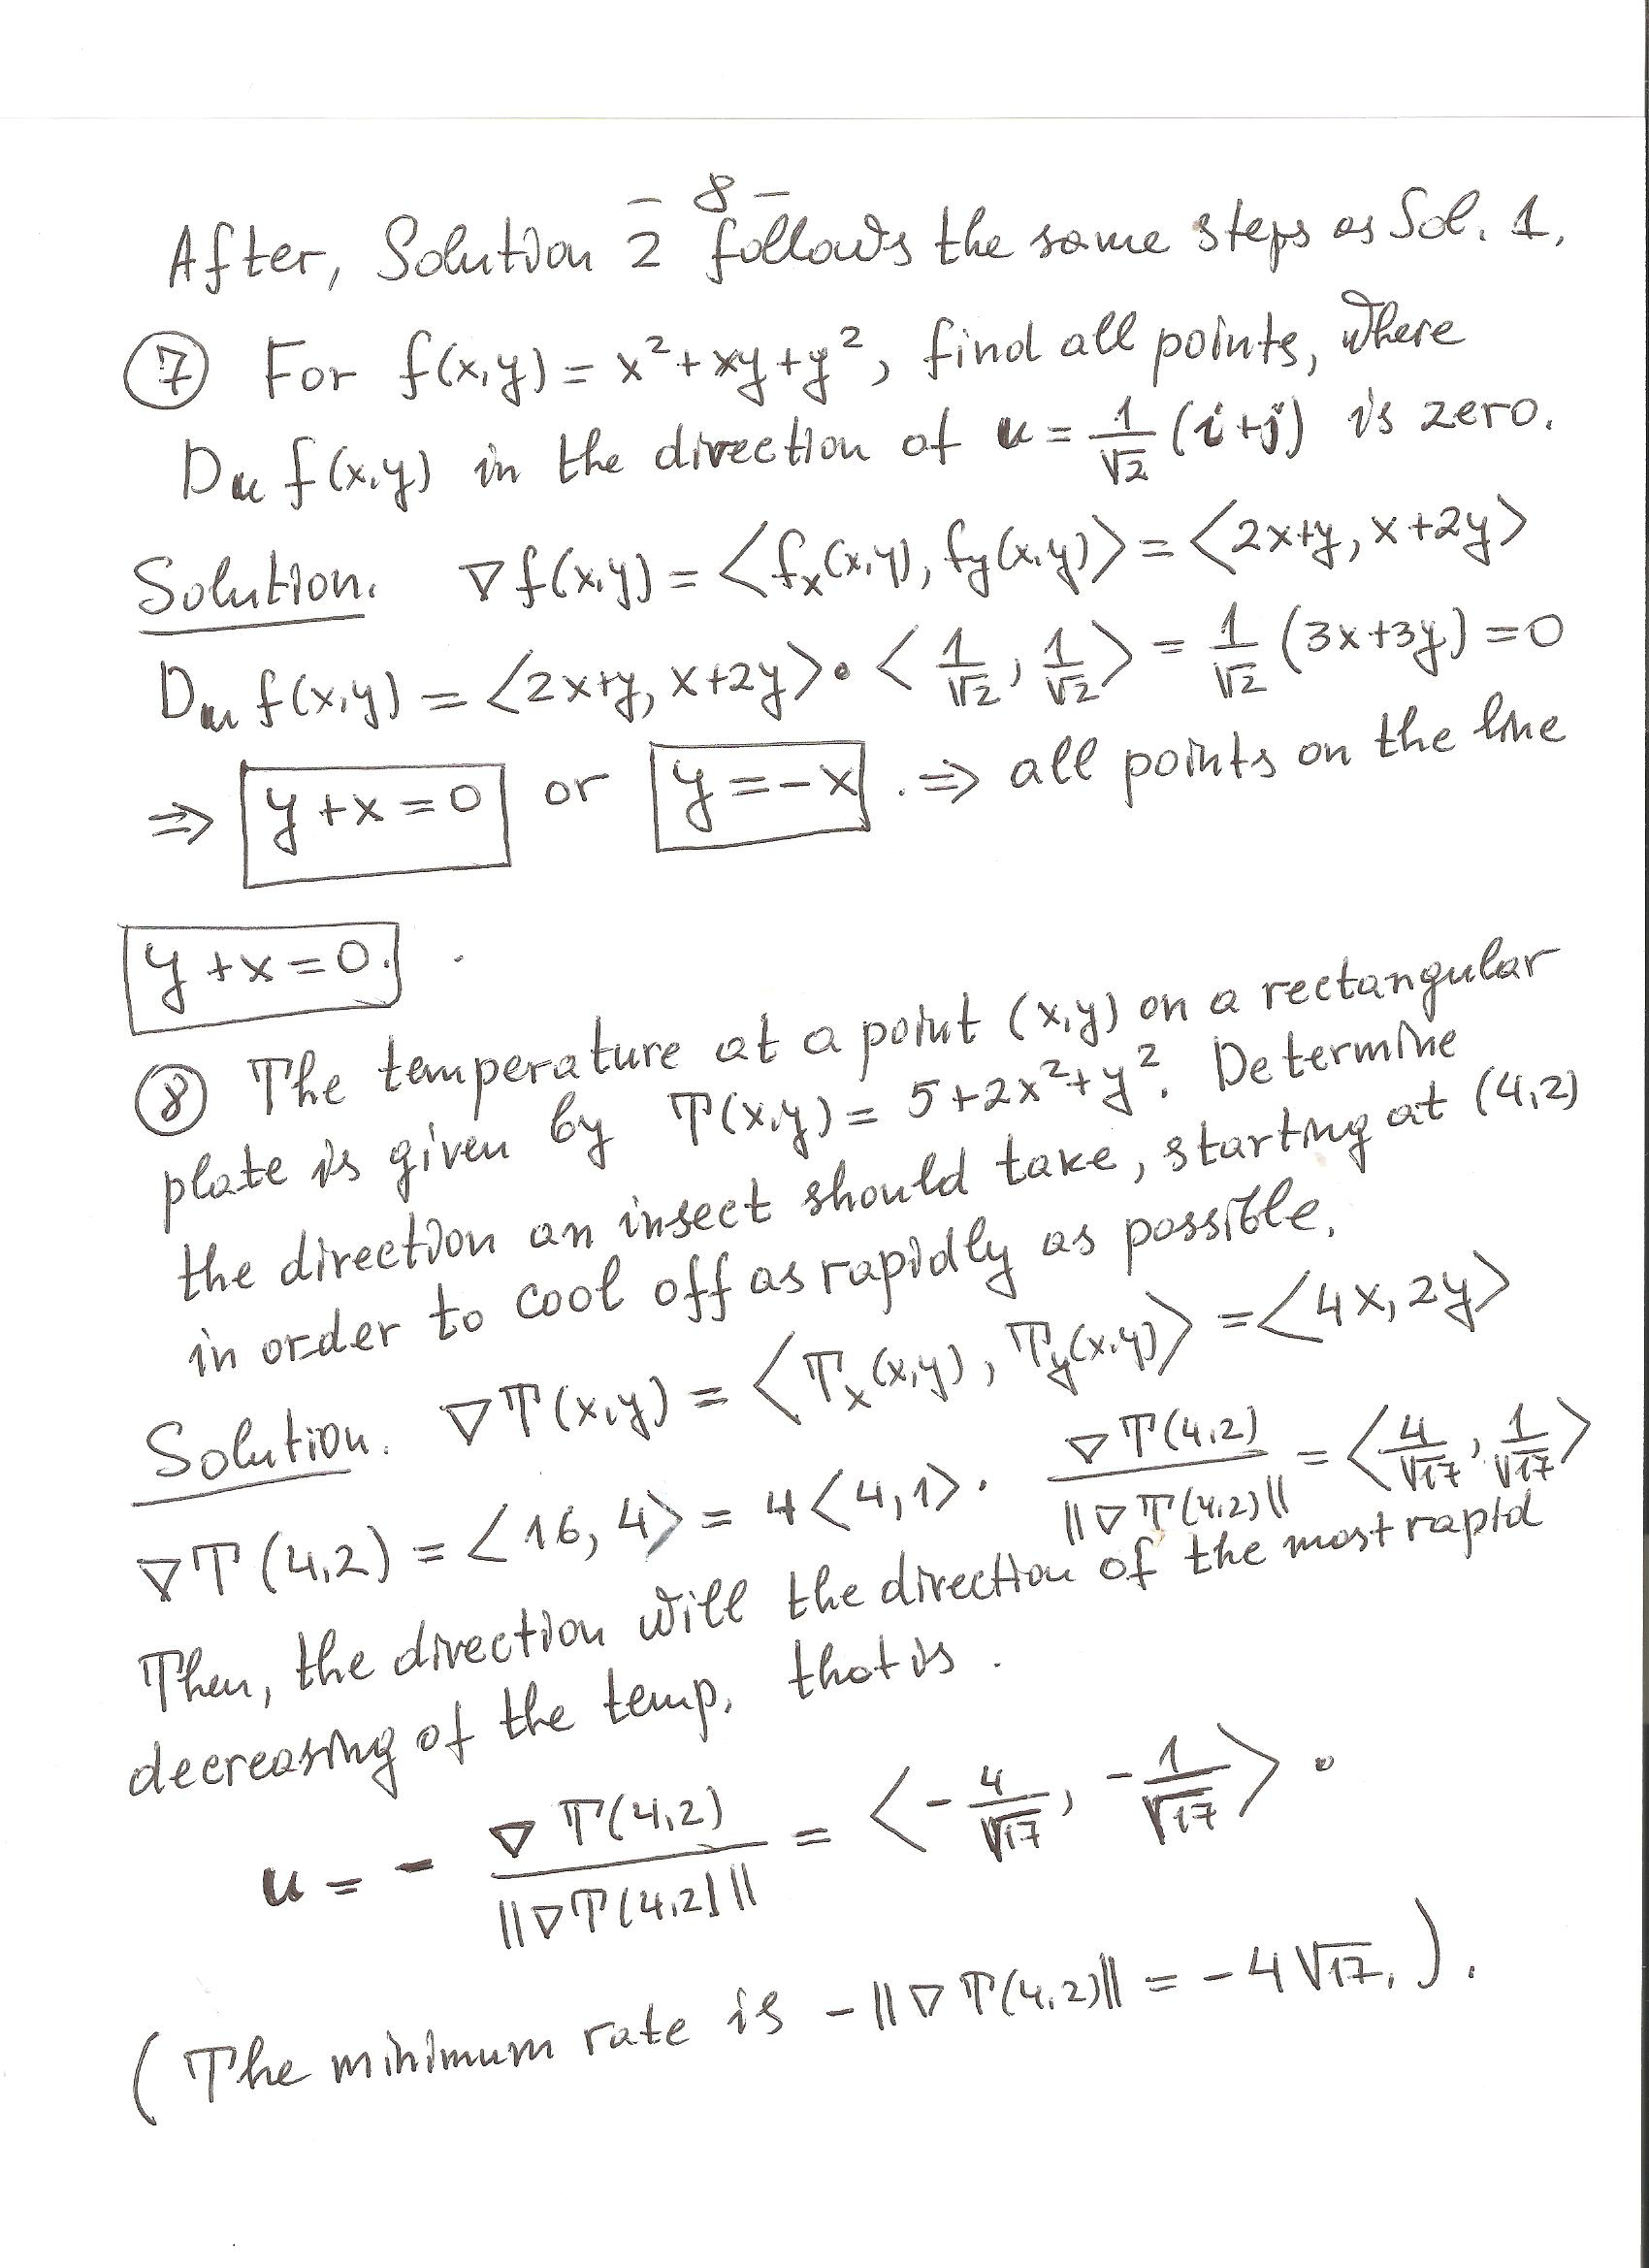 - 8 -
After, Solution 2 follows the same steps as Sol. 1.
⑦ For f(x,y) = x² + xy + y², find all points, where
D_u f(x,y) in the direction of u = 1/√2 (i+j) is zero.
Solution. ∇f(x,y) = ⟨f_x(x,y), f_y(x,y)⟩ = ⟨2x+y, x+2y⟩
D_u f(x,y) = ⟨2x+y, x+2y⟩ • ⟨1/√2, 1/√2⟩ = 1/√2 (3x+3y) = 0
⇒ y+x=0 or y=-x . ⇒ all points on the line
y+x=0. .
⑧ The temperature at a point (x,y) on a rectangular
plate is given by T(x,y) = 5+2x²+y². Determine
the direction an insect should take, starting at (4,2)
in order to cool off as rapidly as possible.
Solution. ∇T(x,y) = ⟨T_x(x,y), T_y(x,y)⟩ = ⟨4x, 2y⟩
∇T(4,2) = ⟨16, 4⟩ = 4⟨4,1⟩. ∇T(4,2)/||∇T(4,2)|| = ⟨4/√17, 1/√17⟩
Then, the direction will the direction of the most rapid
decreasing of the temp. that is .
u = - ∇T(4,2)/||∇T(4,2)|| = ⟨-4/√17, -1/√17⟩.
(The minimum rate is -||∇T(4,2)|| = -4√17.).